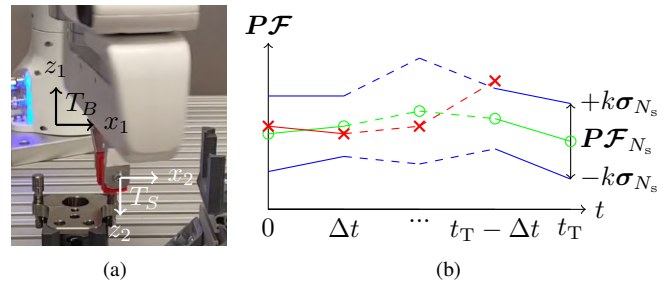 z₁
T_B
x₁
x₂
T_S
z₂
(a)
𝑷𝓕
+kσ_{N_s}
𝑷𝓕_{N_s}
−kσ_{N_s}
t
0 Δt ... t_T − Δt t_T
(b)